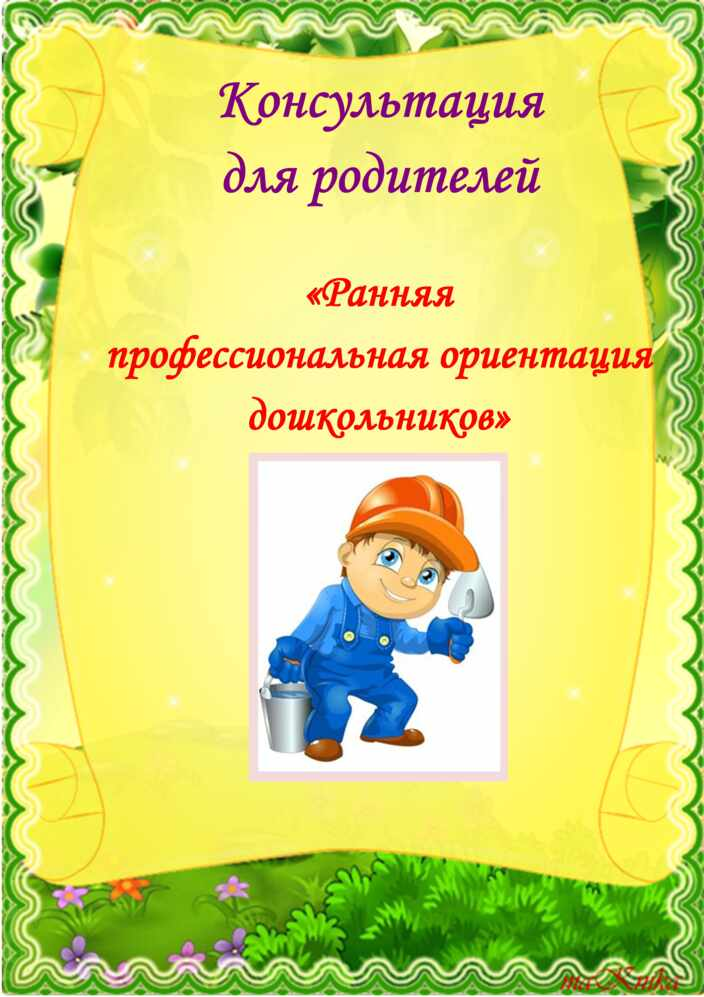 Консультация
для родителей
«Ранняя
профессиональная ориентация
дошкольников»